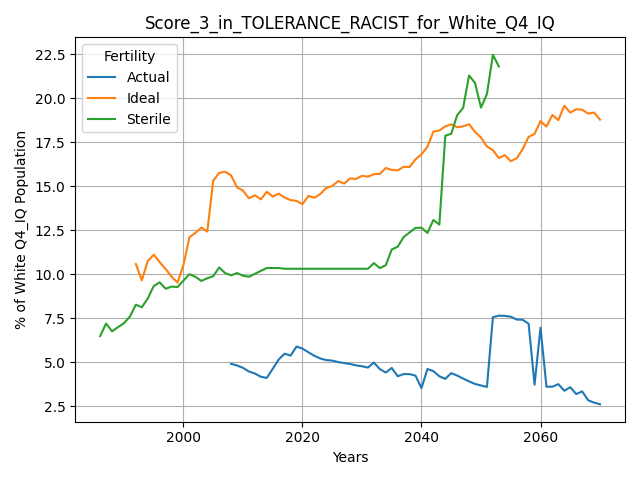 Score_3_in_TOLERANCE_RACIST_for_White_Q4_IQ
Fertility
Actual
Ideal
Sterile
% of White Q4_IQ Population
22.5
20.0
17.5
15.0
12.5
10.0
7.5
5.0
2.5
2000
2020
2040
2060
Years